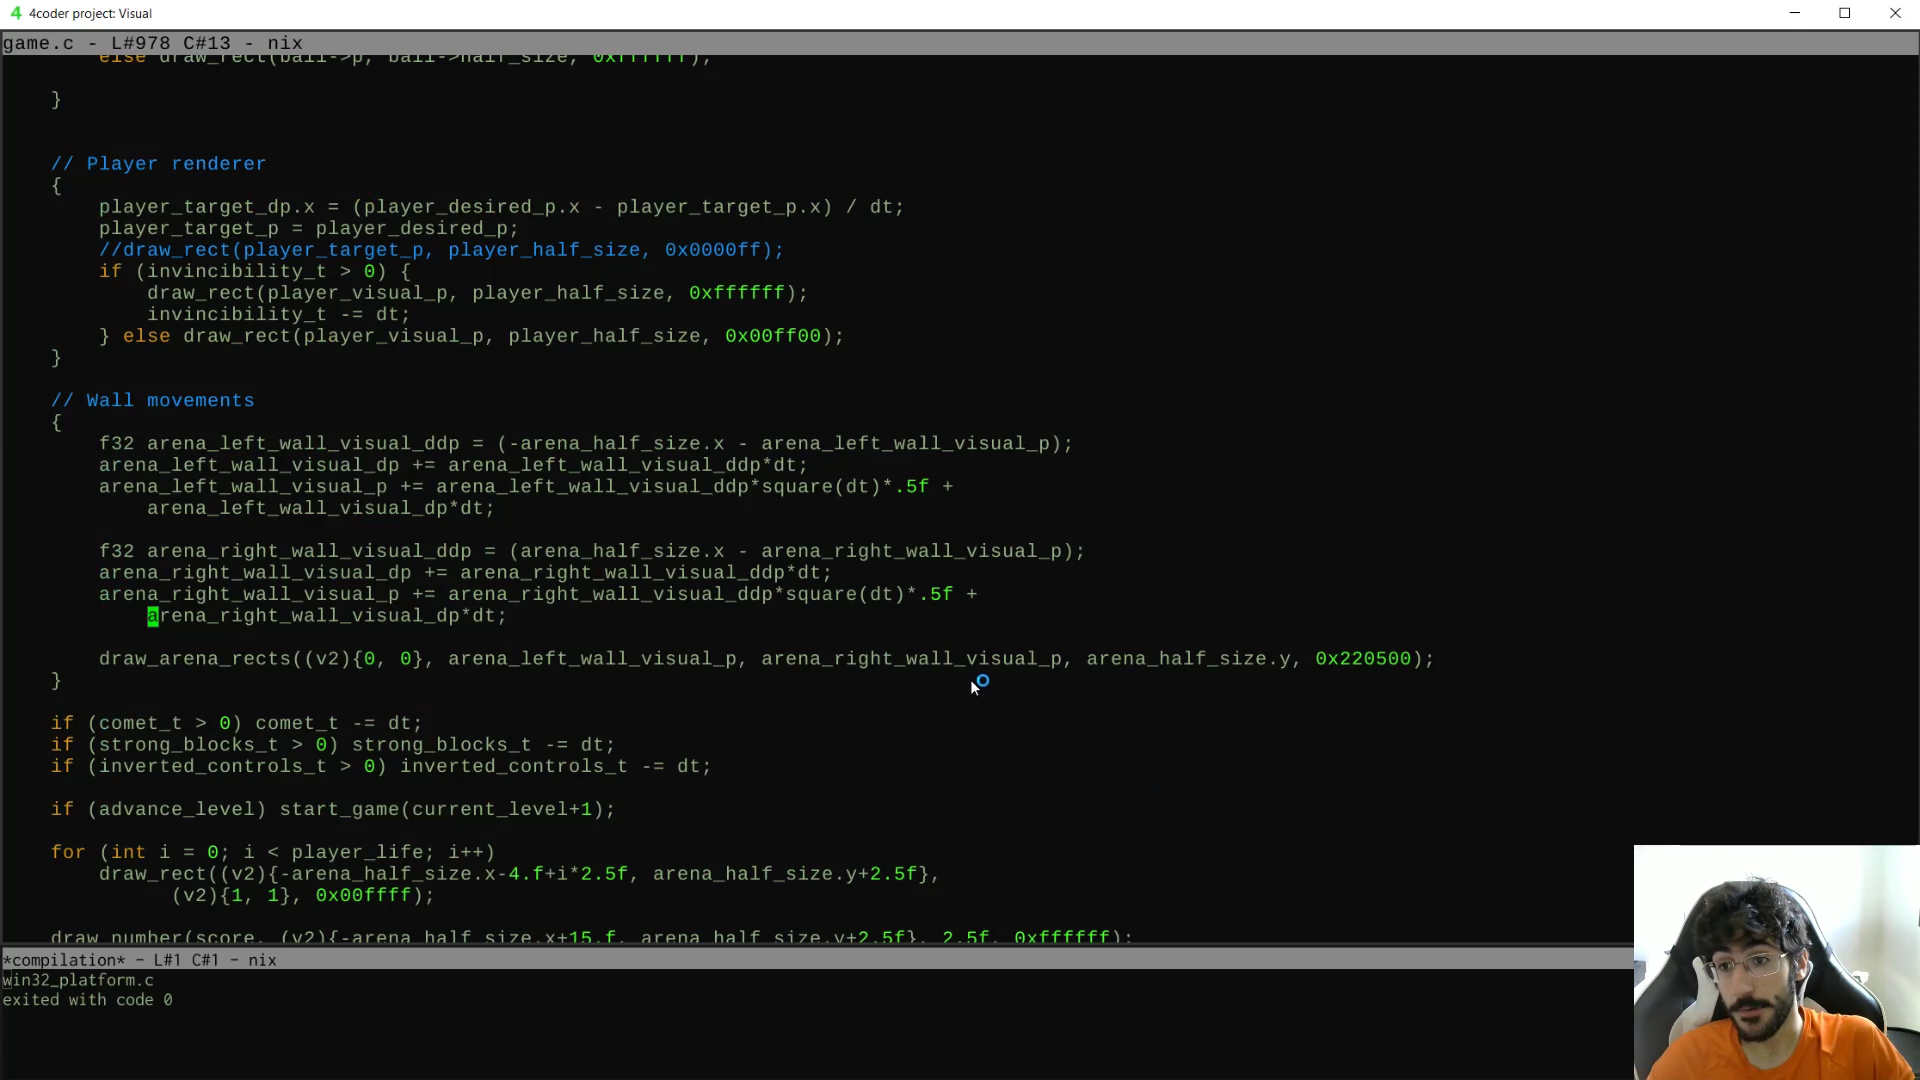 4 4coder project: Visual
game.c - L#978 C#13 - nix
else draw_rect(ball->p, ball->half_size, 0xffffff);
}
// Player renderer
{
player_target_dp.x = (player_desired_p.x - player_target_p.x) / dt;
player_target_p = player_desired_p;
//draw_rect(player_target_p, player_half_size, 0x0000ff);
if (invincibility_t > 0) {
draw_rect(player_visual_p, player_half_size, 0xffffff);
invincibility_t -= dt;
} else draw_rect(player_visual_p, player_half_size, 0x00ff00);
}
// Wall movements
{
f32 arena_left_wall_visual_ddp = (-arena_half_size.x - arena_left_wall_visual_p);
arena_left_wall_visual_dp += arena_left_wall_visual_ddp*dt;
arena_left_wall_visual_p += arena_left_wall_visual_ddp*square(dt)*.5f +
arena_left_wall_visual_dp*dt;
f32 arena_right_wall_visual_ddp = (arena_half_size.x - arena_right_wall_visual_p);
arena_right_wall_visual_dp += arena_right_wall_visual_ddp*dt;
arena_right_wall_visual_p += arena_right_wall_visual_ddp*square(dt)*.5f +
arena_right_wall_visual_dp*dt;
draw_arena_rects((v2){0, 0}, arena_left_wall_visual_p, arena_right_wall_visual_p, arena_half_size.y, 0x220500);
}
if (comet_t > 0) comet_t -= dt;
if (strong_blocks_t > 0) strong_blocks_t -= dt;
if (inverted_controls_t > 0) inverted_controls_t -= dt;
if (advance_level) start_game(current_level+1);
for (int i = 0; i < player_life; i++)
draw_rect((v2){-arena_half_size.x-4.f+i*2.5f, arena_half_size.y+2.5f},
(v2){1, 1}, 0x00ffff);
draw_number(score, (v2){-arena_half_size.x+15.f, arena_half_size.y+2.5f}, 2.5f, 0xffffff);
*compilation* - L#1 C#1 - nix
win32_platform.c
exited with code 0